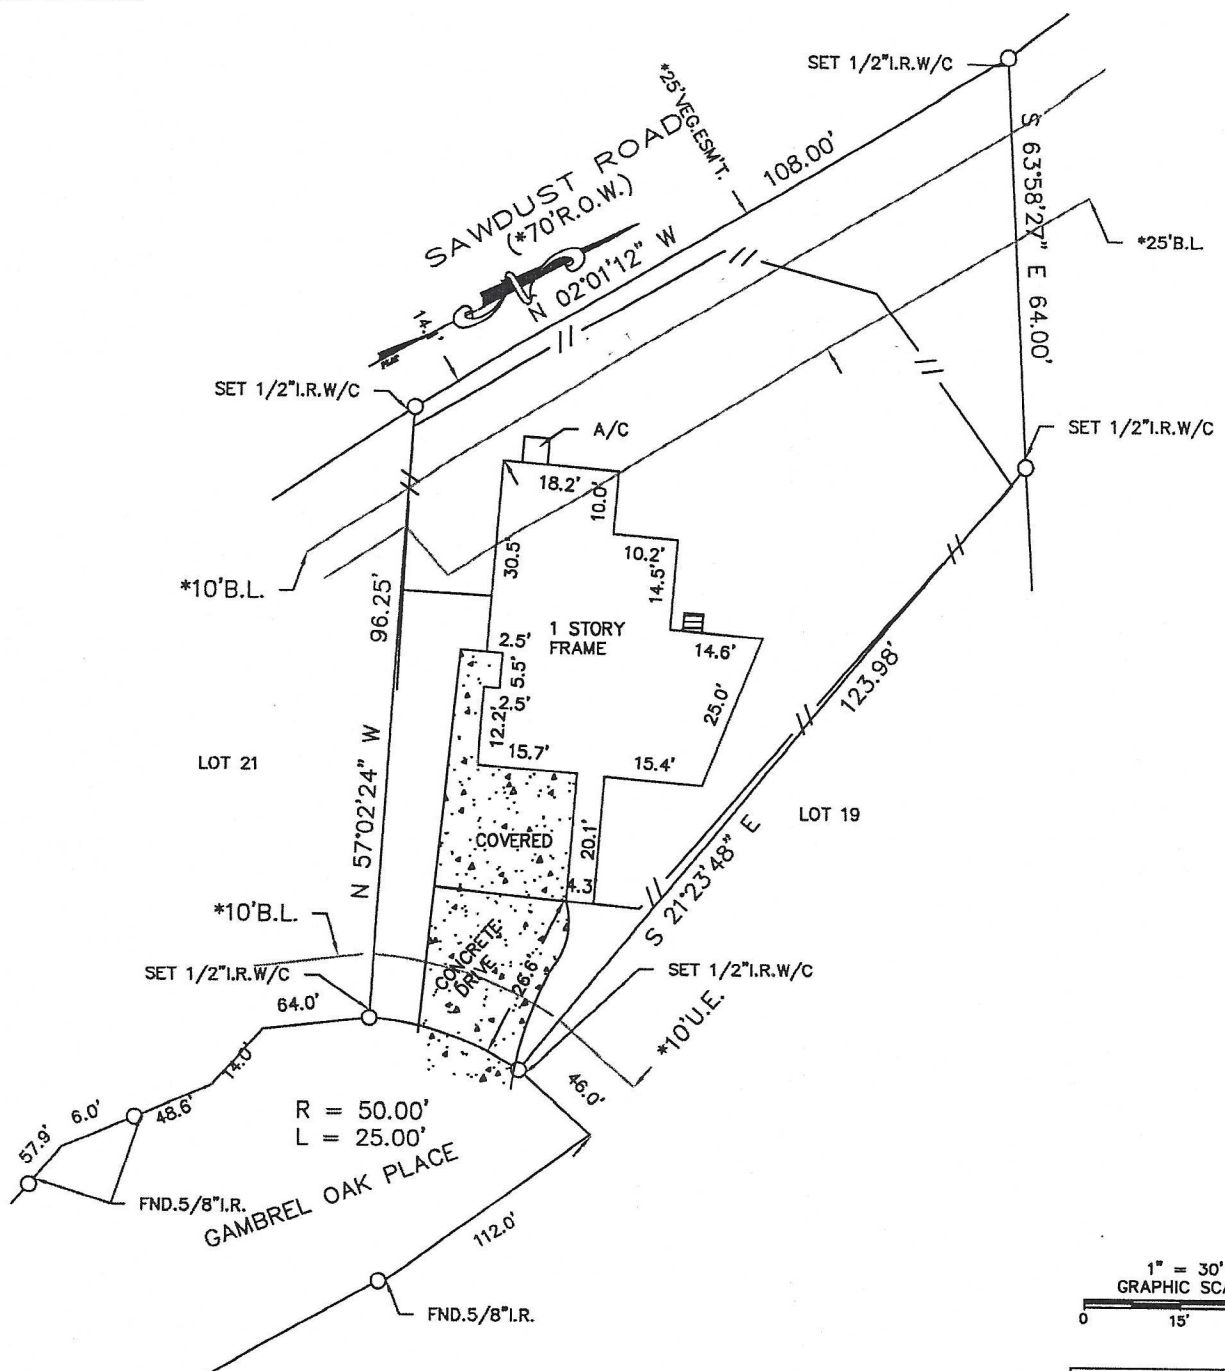 SET 1/2"I.R.W/C
*25'VEG.ESM'T.
108.00'
S 63°58'27" E 64.00'
SAWDUST ROAD
(*70'R.O.W.)
N 02°01'12" W
*25'B.L.
SET 1/2"I.R.W/C
A/C
SET 1/2"I.R.W/C
18.2'
10.0'
30.5'
10.2'
14.5'
*10'B.L.
96.25'
1 STORY
FRAME
2.5'
5.5'
14.6'
2.5'
12.2'
25.0'
123.98'
15.7'
15.4'
LOT 21
N 57°02'24" W
LOT 19
COVERED
20.1'
4.3'
S 21°23'48" E
*10'B.L.
CONCRETE
DRIVE
26.6'
SET 1/2"I.R.W/C
SET 1/2"I.R.W/C
64.0'
*10'U.E.
14.0'
46.0'
6.0'
48.6'
57.9'
R = 50.00'
L = 25.00'
FND.5/8"I.R.
GAMBREL OAK PLACE
112.0'
FND.5/8"I.R.
1" = 30'
GRAPHIC SCA
0 15'